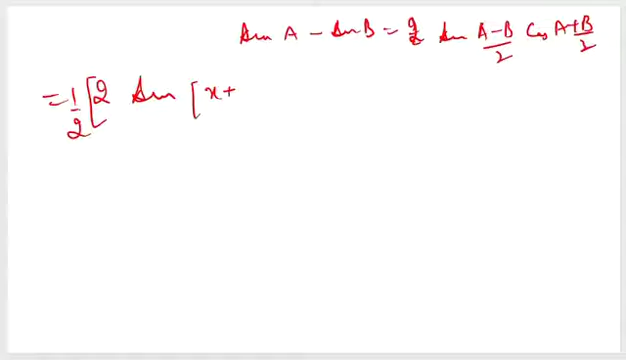 sin A - sin B = 2 sin A-B/2 cos A+B/2
= 1/2 [2 sin [x+